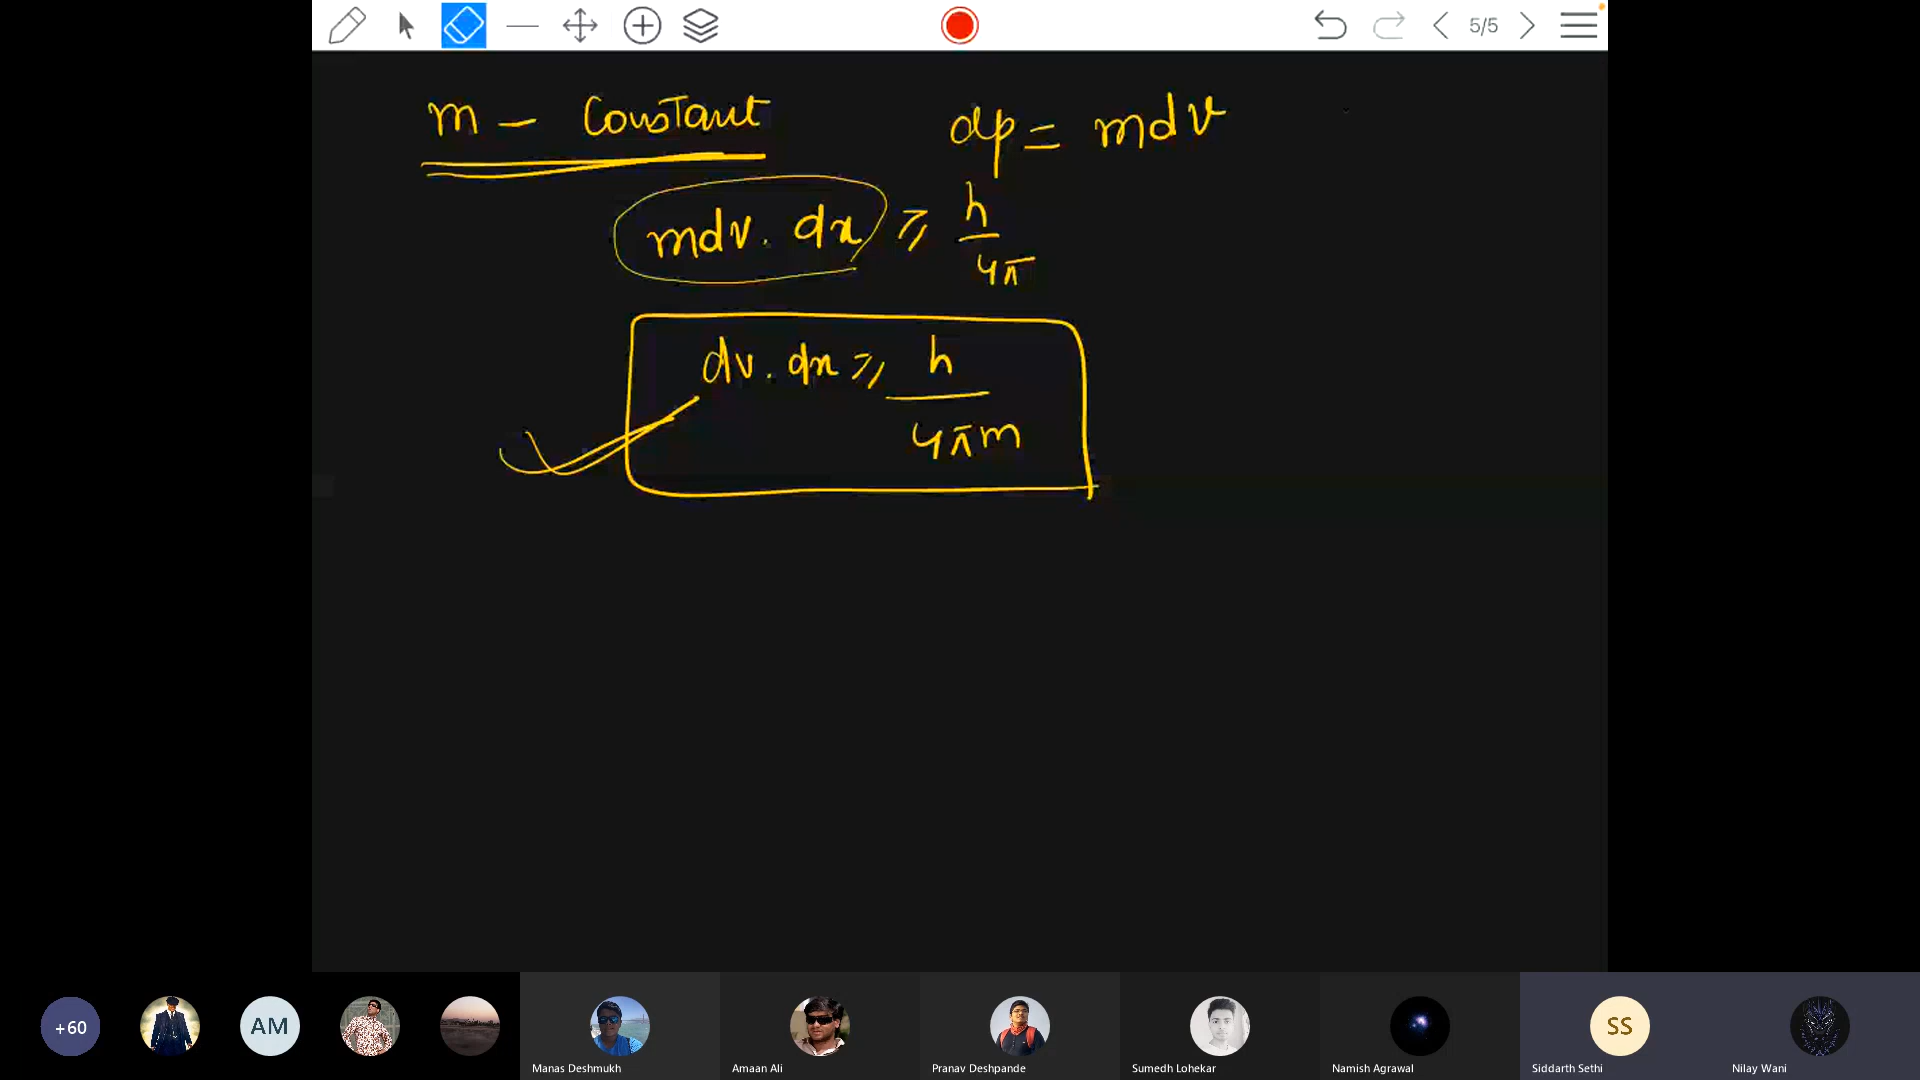 5/5
m - Constant
dp = mdv
mdv. dx ⩾ h/4π
dv. dx ⩾ h/4πm
+60
AM
SS
Manas Deshmukh
Amaan Ali
Pranav Deshpande
Sumedh Lohekar
Namish Agrawal
Siddarth Sethi
Nilay Wani